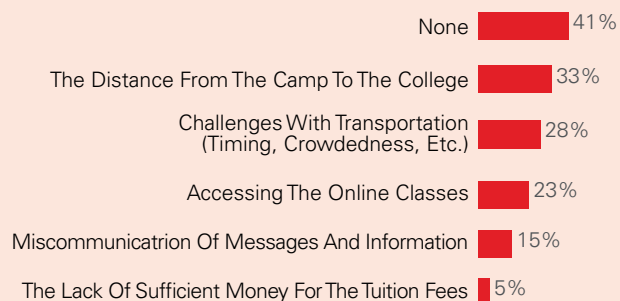 None 41%
The Distance From The Camp To The College 33%
Challenges With Transportation
(Timing, Crowdedness, Etc.) 28%
Accessing The Online Classes 23%
Miscommunicatrion Of Messages And Information 15%
The Lack Of Sufficient Money For The Tuition Fees 5%